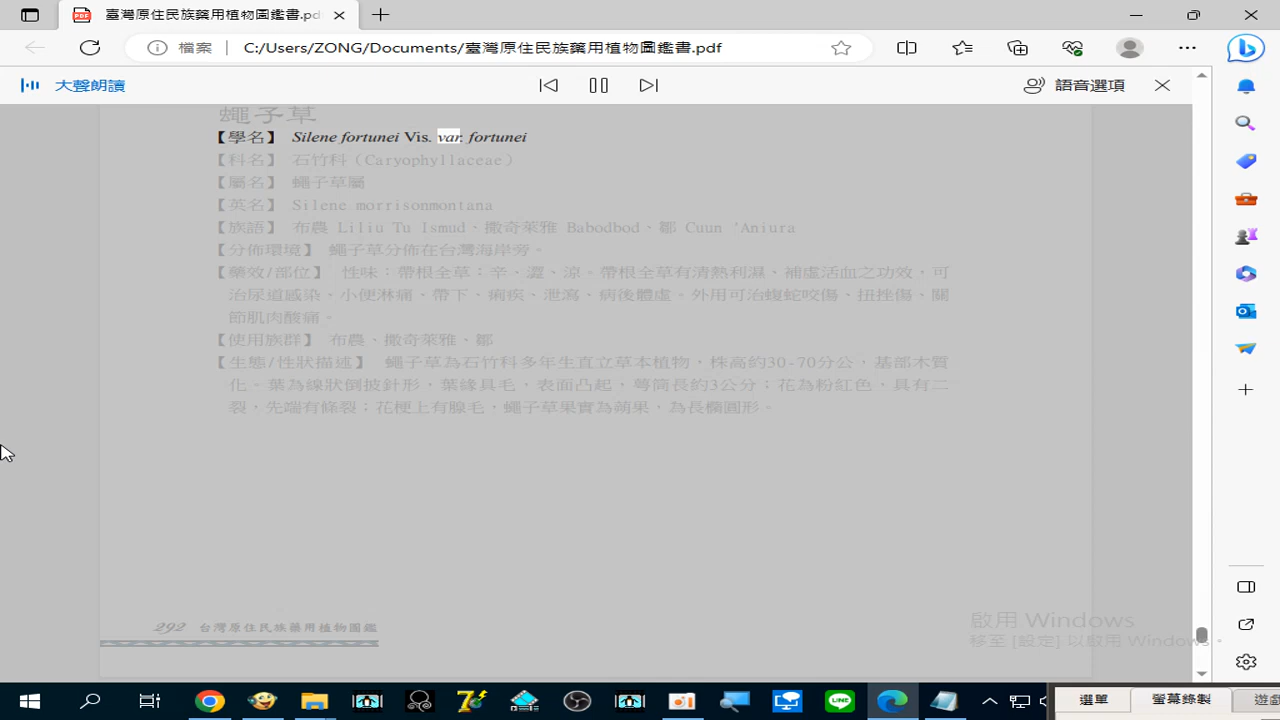 臺灣原住民族藥用植物圖鑑書.pd
檔案 C:/Users/ZONG/Documents/臺灣原住民族藥用植物圖鑑書.pdf
大聲朗讀 語音選項
蠅子草
【學名】 Silene fortunei Vis. var. fortunei
【科名】 石竹科（Caryophyllaceae）
【屬名】 蠅子草屬
【英名】 Silene morrisonmontana
【族語】 布農 Liliu Tu Ismud、撒奇萊雅 Babodbod、鄒 Cuun 'Aniura
【分佈環境】 蠅子草分佈在台灣海岸旁。
【藥效/部位】 性味：帶根全草：辛、澀、涼。帶根全草有清熱利濕、補虛活血之功效，可
治尿道感染、小便淋痛、帶下、痢疾、泄瀉、病後體虛。外用可治蝮蛇咬傷、扭挫傷、關
節肌肉酸痛。
【使用族群】 布農、撒奇萊雅、鄒
【生態/性狀描述】 蠅子草為石竹科多年生直立草本植物，株高約30-70分公，基部木質
化。葉為線狀倒披針形，葉緣具毛，表面凸起，萼筒長約3公分；花為粉紅色，具有二
裂，先端有條裂；花梗上有腺毛，蠅子草果實為蒴果，為長橢圓形。
292 台灣原住民族藥用植物圖鑑
啟用 Windows
移至 [設定] 以啟用 Windows。
選單 螢幕錄製 遊戲